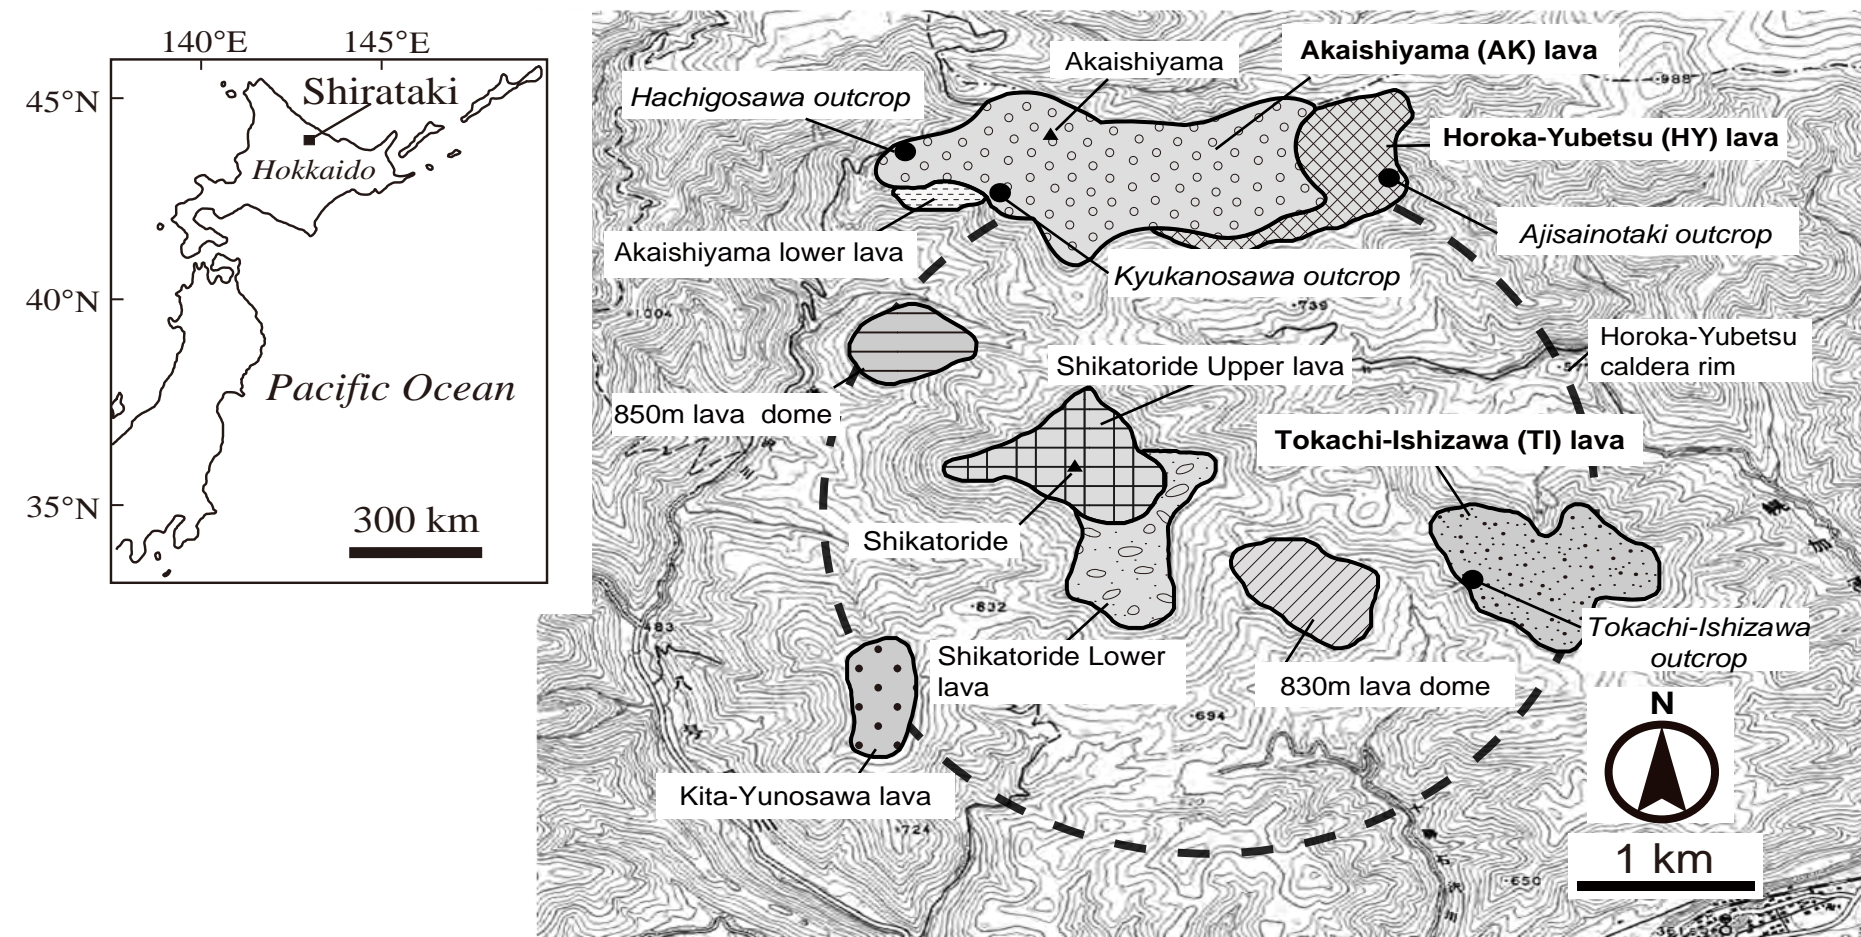 140°E 145°E
45°N
Shirataki
Hokkaido
40°N
Pacific Ocean
35°N
300 km
Akaishiyama
Akaishiyama (AK) lava
Hachigosawa outcrop
·988
Horoka-Yubetsu (HY) lava
Ajisainotaki outcrop
Akaishiyama lower lava
Kyukanosawa outcrop
·1004
·739
Horoka-Yubetsu
caldera rim
Shikatoride Upper lava
850m lava dome
Tokachi-Ishizawa (TI) lava
Shikatoride
·832
483
Tokachi-Ishizawa
outcrop
Shikatoride Lower
lava
830m lava dome
·694
N
Kita-Yunosawa lava
·724
1 km
·650